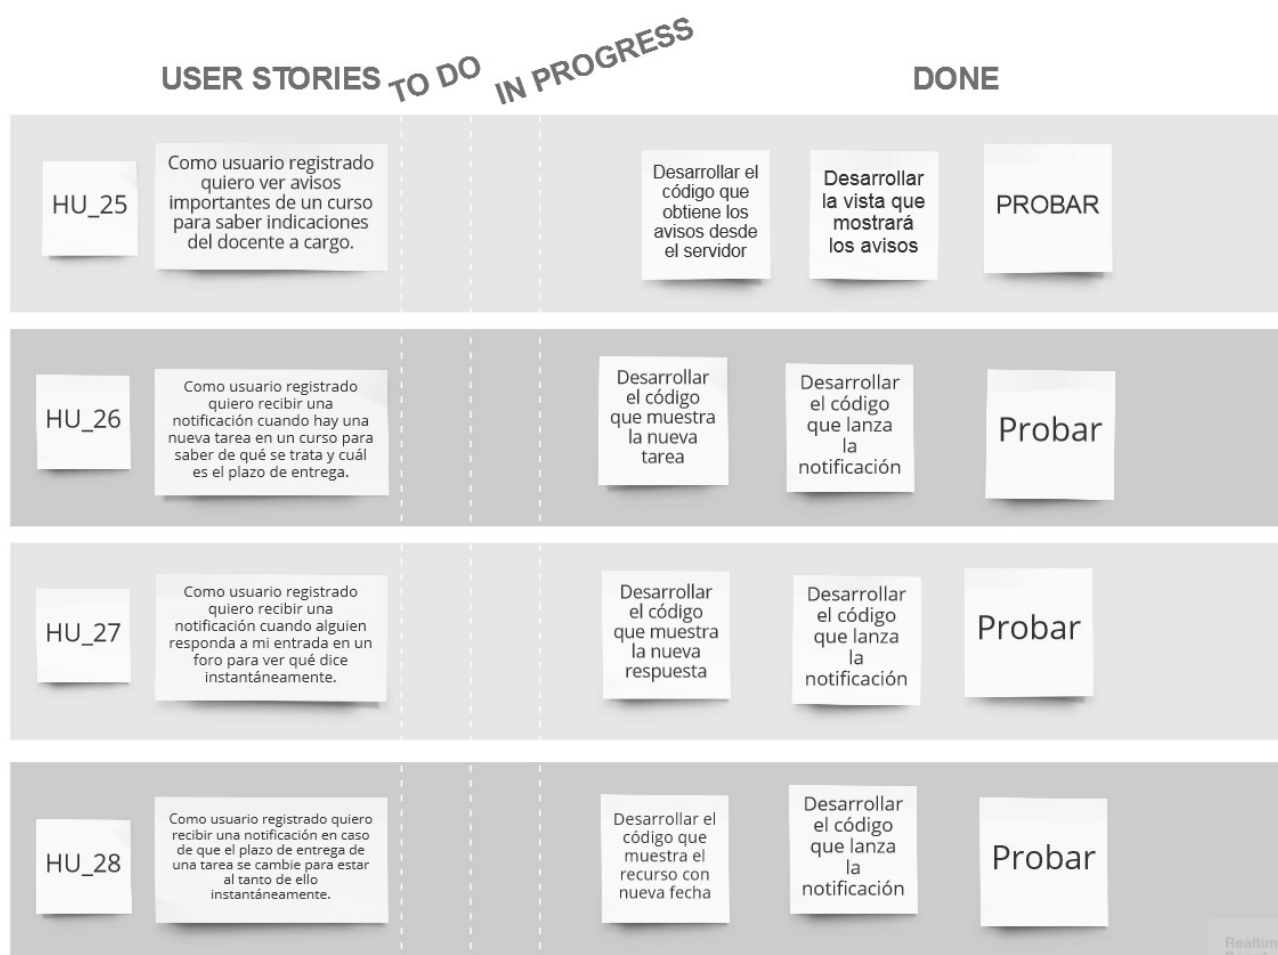 USER STORIES
TO DO
IN PROGRESS
DONE
HU_25
Como usuario registrado
quiero ver avisos
importantes de un curso
para saber indicaciones
del docente a cargo.
Desarrollar el
código que
obtiene los
avisos desde
el servidor
Desarrollar
la vista que
mostrará
los avisos
PROBAR
HU_26
Como usuario registrado
quiero recibir una
notificación cuando hay una
nueva tarea en un curso para
saber de qué se trata y cuál
es el plazo de entrega.
Desarrollar
el código
que muestra
la nueva
tarea
Desarrollar
el código
que lanza
la
notificación
Probar
HU_27
Como usuario registrado
quiero recibir una
notificación cuando alguien
responda a mi entrada en un
foro para ver qué dice
instantáneamente.
Desarrollar
el código
que muestra
la nueva
respuesta
Desarrollar
el código
que lanza
la
notificación
Probar
HU_28
Como usuario registrado quiero
recibir una notificación en caso
de que el plazo de entrega de
una tarea se cambie para estar
al tanto de ello
instantáneamente.
Desarrollar el
código que
muestra el
recurso con
nueva fecha
Desarrollar
el código
que lanza
la
notificación
Probar